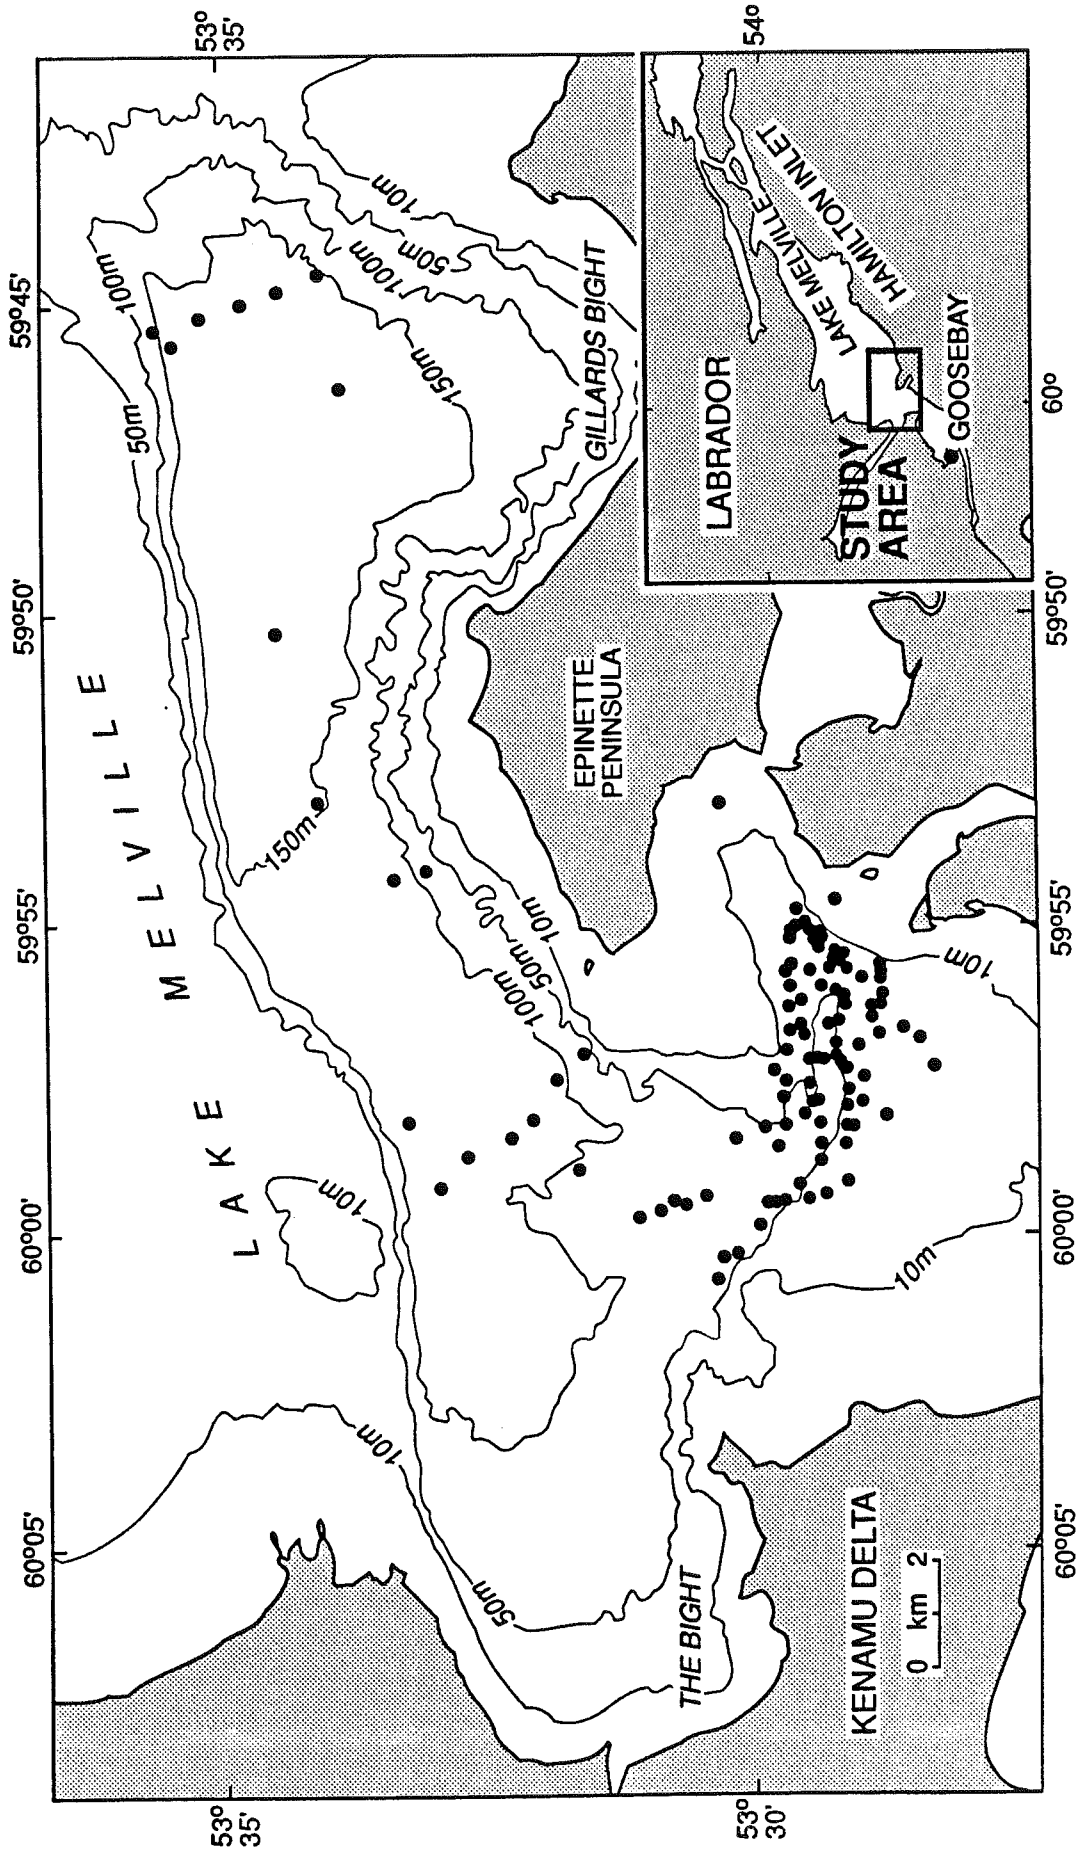 60°05'
60°00'
59°55'
59°50'
59°45'
53°
35'
53°
35'
LAKE MELVILLE
10m
10m
50m
100m
150m
150m
100m
50m
10m
100m
50m
10m
50m
GILLARDS BIGHT
EPINETTE
PENINSULA
THE BIGHT
10m
10m
KENAMU DELTA
0 km 2
53°
30'
60°05'
60°00'
59°55'
59°50'
LABRADOR
LAKE MELVILLE
HAMILTON INLET
STUDY
AREA
GOOSEBAY
54°
60°